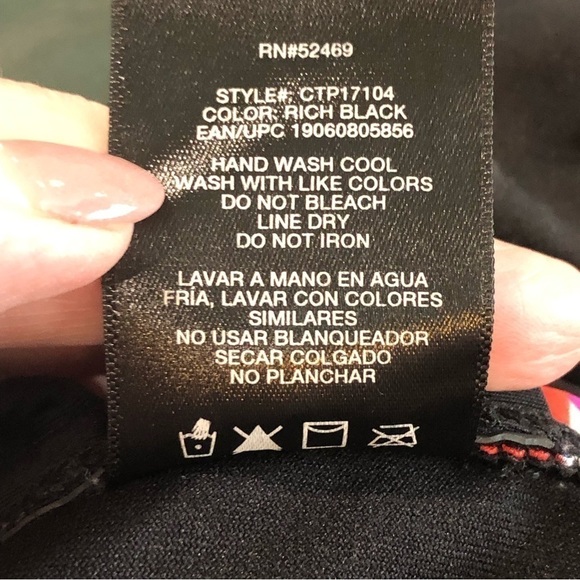 RN#52469
STYLE#: CTP17104
COLOR: RICH BLACK
EAN/UPC 19060805856
HAND WASH COOL
WASH WITH LIKE COLORS
DO NOT BLEACH
LINE DRY
DO NOT IRON
LAVAR A MANO EN AGUA
FRÍA, LAVAR CON COLORES
SIMILARES
NO USAR BLANQUEADOR
SECAR COLGADO
NO PLANCHAR